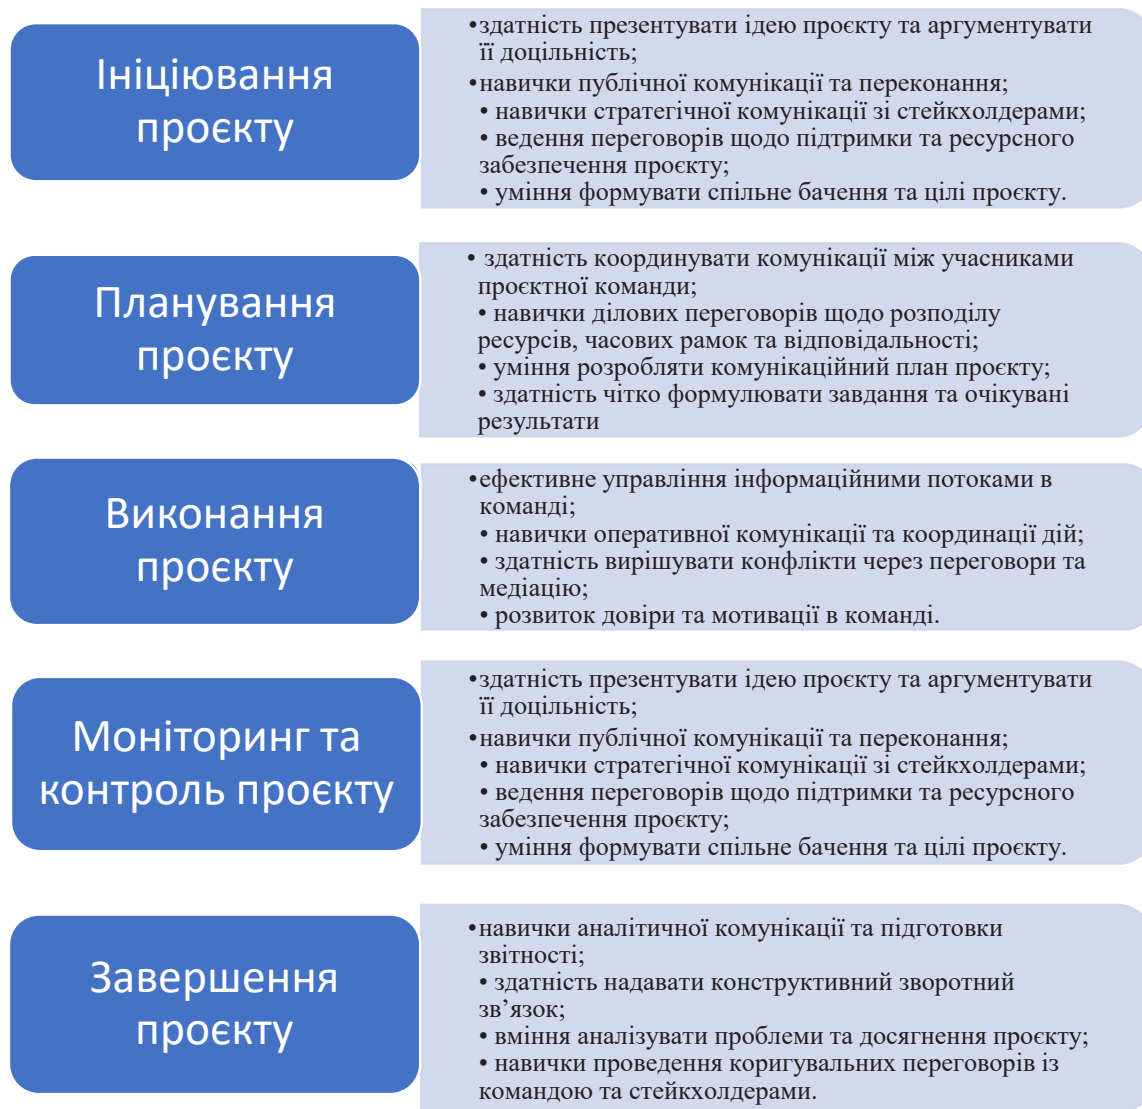 Ініціювання
проєкту
•здатність презентувати ідею проєкту та аргументувати
її доцільність;
•навички публічної комунікації та переконання;
• навички стратегічної комунікації зі стейкхолдерами;
• ведення переговорів щодо підтримки та ресурсного
забезпечення проєкту;
• уміння формувати спільне бачення та цілі проєкту.
Планування
проєкту
• здатність координувати комунікації між учасниками
проєктної команди;
• навички ділових переговорів щодо розподілу
ресурсів, часових рамок та відповідальності;
• уміння розробляти комунікаційний план проєкту;
• здатність чітко формулювати завдання та очікувані
результати
Виконання
проєкту
•ефективне управління інформаційними потоками в
команді;
• навички оперативної комунікації та координації дій;
• здатність вирішувати конфлікти через переговори та
медіацію;
• розвиток довіри та мотивації в команді.
Моніторинг та
контроль проєкту
•здатність презентувати ідею проєкту та аргументувати
її доцільність;
•навички публічної комунікації та переконання;
• навички стратегічної комунікації зі стейкхолдерами;
• ведення переговорів щодо підтримки та ресурсного
забезпечення проєкту;
• уміння формувати спільне бачення та цілі проєкту.
Завершення
проєкту
•навички аналітичної комунікації та підготовки
звітності;
• здатність надавати конструктивний зворотний
зв’язок;
• вміння аналізувати проблеми та досягнення проєкту;
• навички проведення коригувальних переговорів із
командою та стейкхолдерами.